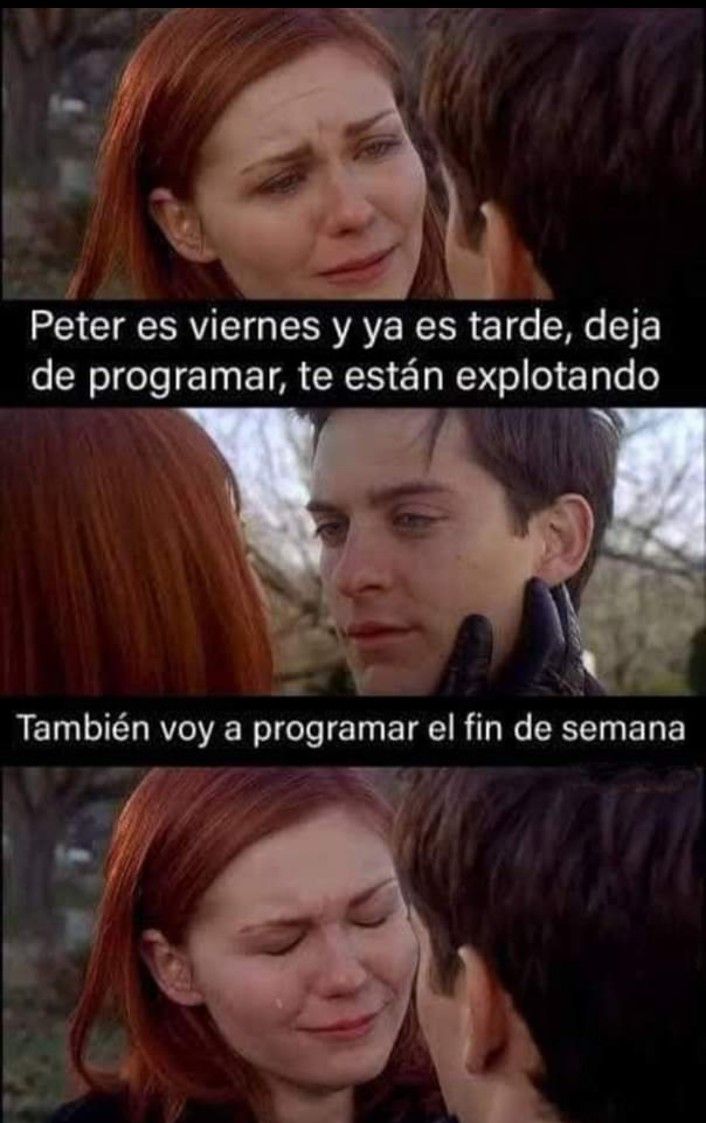 Peter es viernes y ya es tarde, deja
de programar, te están explotando
También voy a programar el fin de semana